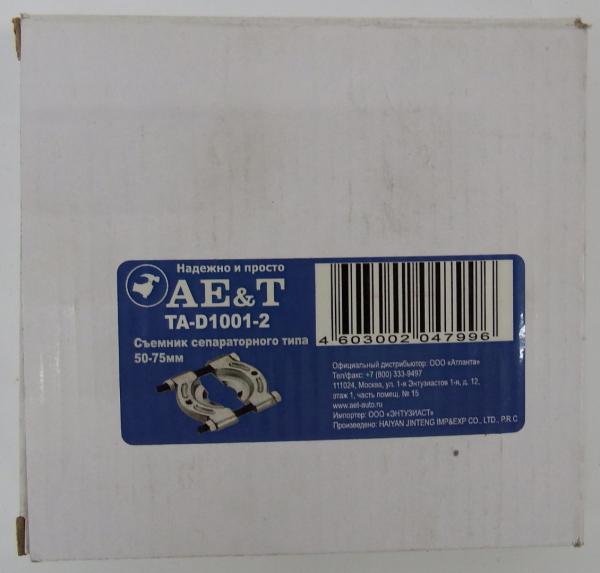 Надежно и просто
AE&T
TA-D1001-2
Съемник сепараторного типа
50-75мм
4 603002 047996
Официальный дистрибьютор: ООО «Атланта»
Тел/факс: +7 (800) 333-9497
111024, Москва, ул. 1-я Энтузиастов 1-я, д. 12,
этаж 1, часть помещ. № 15
www.aet-auto.ru
Импортер: ООО «ЭНТУЗИАСТ»
Произведено: HAIYAN JINTENG IMP&EXP CO., LTD., P.R.C